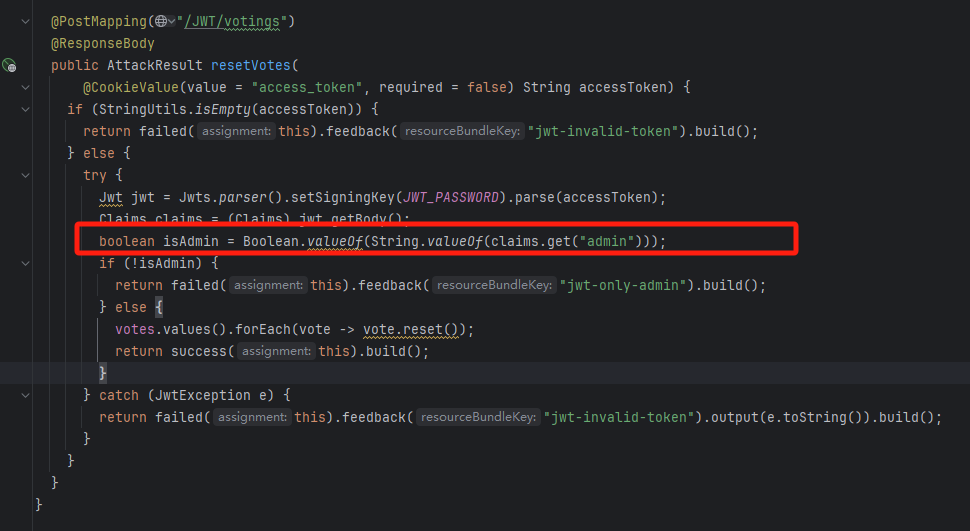 @PostMapping("/JWT/votings")
@ResponseBody
public AttackResult resetVotes(
@CookieValue(value = "access_token", required = false) String accessToken) {
if (StringUtils.isEmpty(accessToken)) {
return failed( assignment: this).feedback( resourceBundleKey: "jwt-invalid-token").build();
} else {
try {
Jwt jwt = Jwts.parser().setSigningKey(JWT_PASSWORD).parse(accessToken);
Claims claims = (Claims) jwt.getBody();
boolean isAdmin = Boolean.valueOf(String.valueOf(claims.get("admin")));
if (!isAdmin) {
return failed( assignment: this).feedback( resourceBundleKey: "jwt-only-admin").build();
} else {
votes.values().forEach(vote -> vote.reset());
return success( assignment: this).build();
}
} catch (JwtException e) {
return failed( assignment: this).feedback( resourceBundleKey: "jwt-invalid-token").output(e.toString()).build();
}
}
}
}